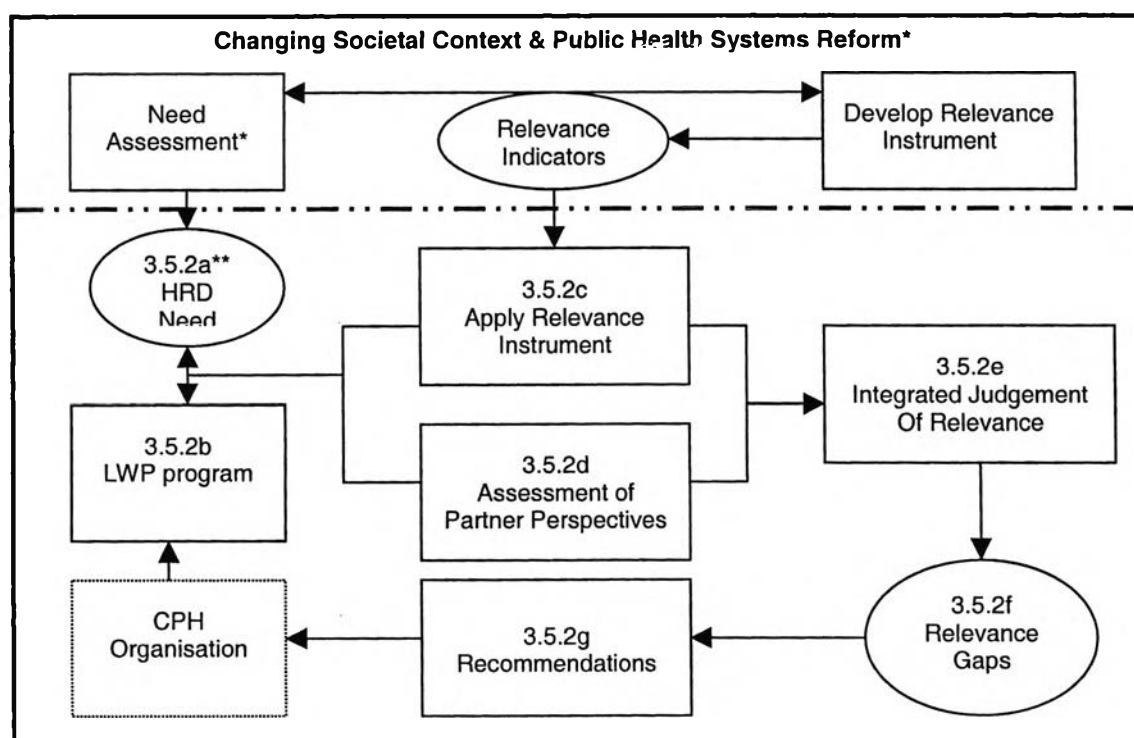 Changing Societal Context & Public Health Systems Reform*
Need
Assessment*
Relevance
Indicators
Develop Relevance
Instrument
3.5.2a**
HRD
Need
3.5.2c
Apply Relevance
Instrument
3.5.2e
Integrated Judgement
Of Relevance
3.5.2b
LWP program
3.5.2d
Assessment of
Partner Perspectives
CPH
Organisation
3.5.2g
Recommendations
3.5.2f
Relevance
Gaps